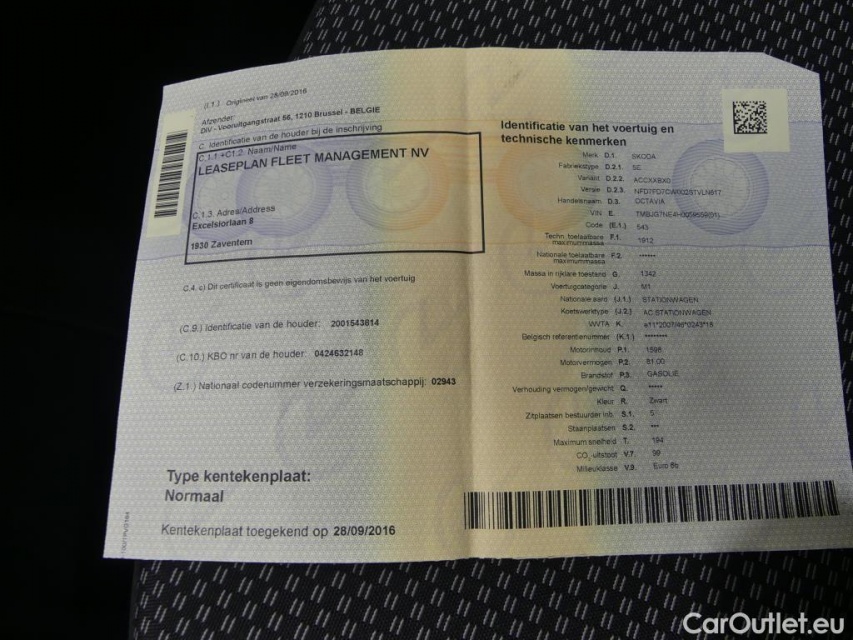 (I.1.) Origineel van 28/09/2016
Afzender:
DIV - Vooruitgangstraat 56, 1210 Brussel - BELGIE
C. Identificatie van de houder bij de inschrijving
C.1.1.+C1.2. Naam/Name
LEASEPLAN FLEET MANAGEMENT NV
C.1.3. Adres/Address
Excelsiorlaan 8
1930 Zaventem
C.4. c) Dit certificaat is geen eigendomsbewijs van het voertuig
(C.9.) Identificatie van de houder: 2001543814
(C.10.) KBO nr van de houder: 0424632148
(Z.1.) Nationaal codenummer verzekeringsmaatschappij: 02943
Type kentekenplaat:
Normaal
Kentekenplaat toegekend op 28/09/2016
Identificatie van het voertuig en
technische kenmerken
Merk D.1. SKODA
Fabriekstype D.2.1. 5E
Variant D.2.2. ACCXXBX0
Versie D.2.3.
Handelsnaam D.3. OCTAVIA
VIN E.
Code (E.1.) 543
Techn. toelaatbare F.1. 1912
maximummassa
Nationale toelaatbare F.2. ******
maximummassa
Massa in rijklare toestand G. 1342
Voertuigcategorie J. M1
Nationale aard (J.1.) STATIONWAGEN
Koetswerktype (J.2.) AC STATIONWAGEN
WVTA K. e11*2007/46*0243*18
Belgisch referentienummer (K.1.) ********
Motorinhoud P.1. 1598
Motorvermogen P.2. 81.00
Brandstof P.3. GASOLIE
Verhouding vermogen/gewicht Q. *****
Kleur R. Zwart
Zitplaatsen bestuurder inb. S.1. 5
Staanplaatsen S.2. ***
Maximum snelheid T. 194
CO2-uitstoot V.7. 99
Milieuklasse V.9. Euro 6b
CarOutlet.eu